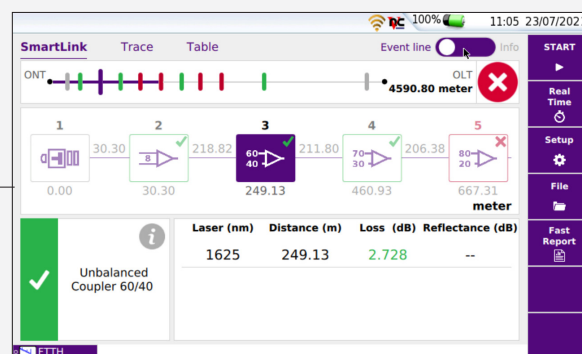 100%
11:05 23/07/202
SmartLink
Trace
Table
Event line
Info
START
ONT
OLT
4590.80 meter
Real
Time
1
2
3
4
5
Setup
30.30
218.82
211.80
206.38
8
60
40
70
30
80
20
0.00
30.30
249.13
460.93
667.31
File
meter
Fast
Report
Laser (nm)
Distance (m)
Loss (dB)
Reflectance (dB)
1625
249.13
2.728
--
Unbalanced
Coupler 60/40
FTTH